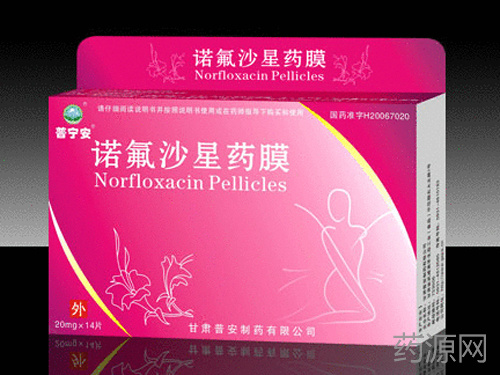 诺氟沙星药膜
Norfloxacin Pellicles
请仔细阅读说明书并按照说明书使用或在药师指导下购买和使用
国药准字H20067020
普宁安
诺氟沙星药膜
Norfloxacin Pellicles
外
20mg×14片
甘肃普安制药有限公司
药源网